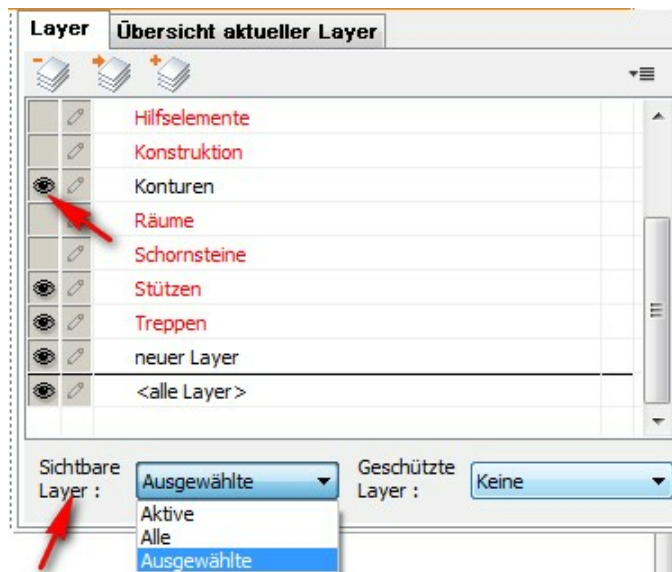 Layer Übersicht aktueller Layer
Hilfselemente
Konstruktion
Konturen
Räume
Schornsteine
Stützen
Treppen
neuer Layer
<alle Layer>
Sichtbare Layer : Ausgewählte Geschützte Layer : Keine
Aktive
Alle
Ausgewählte